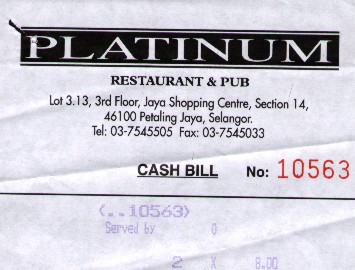 PLATINUM
RESTAURANT & PUB
Lot 3.13, 3rd Floor, Jaya Shopping Centre, Section 14,
46100 Petaling Jaya, Selangor.
Tel: 03-7545505 Fax: 03-7545033
CASH BILL No: 10563
(..10563)
Served by 0
2 X 8.00